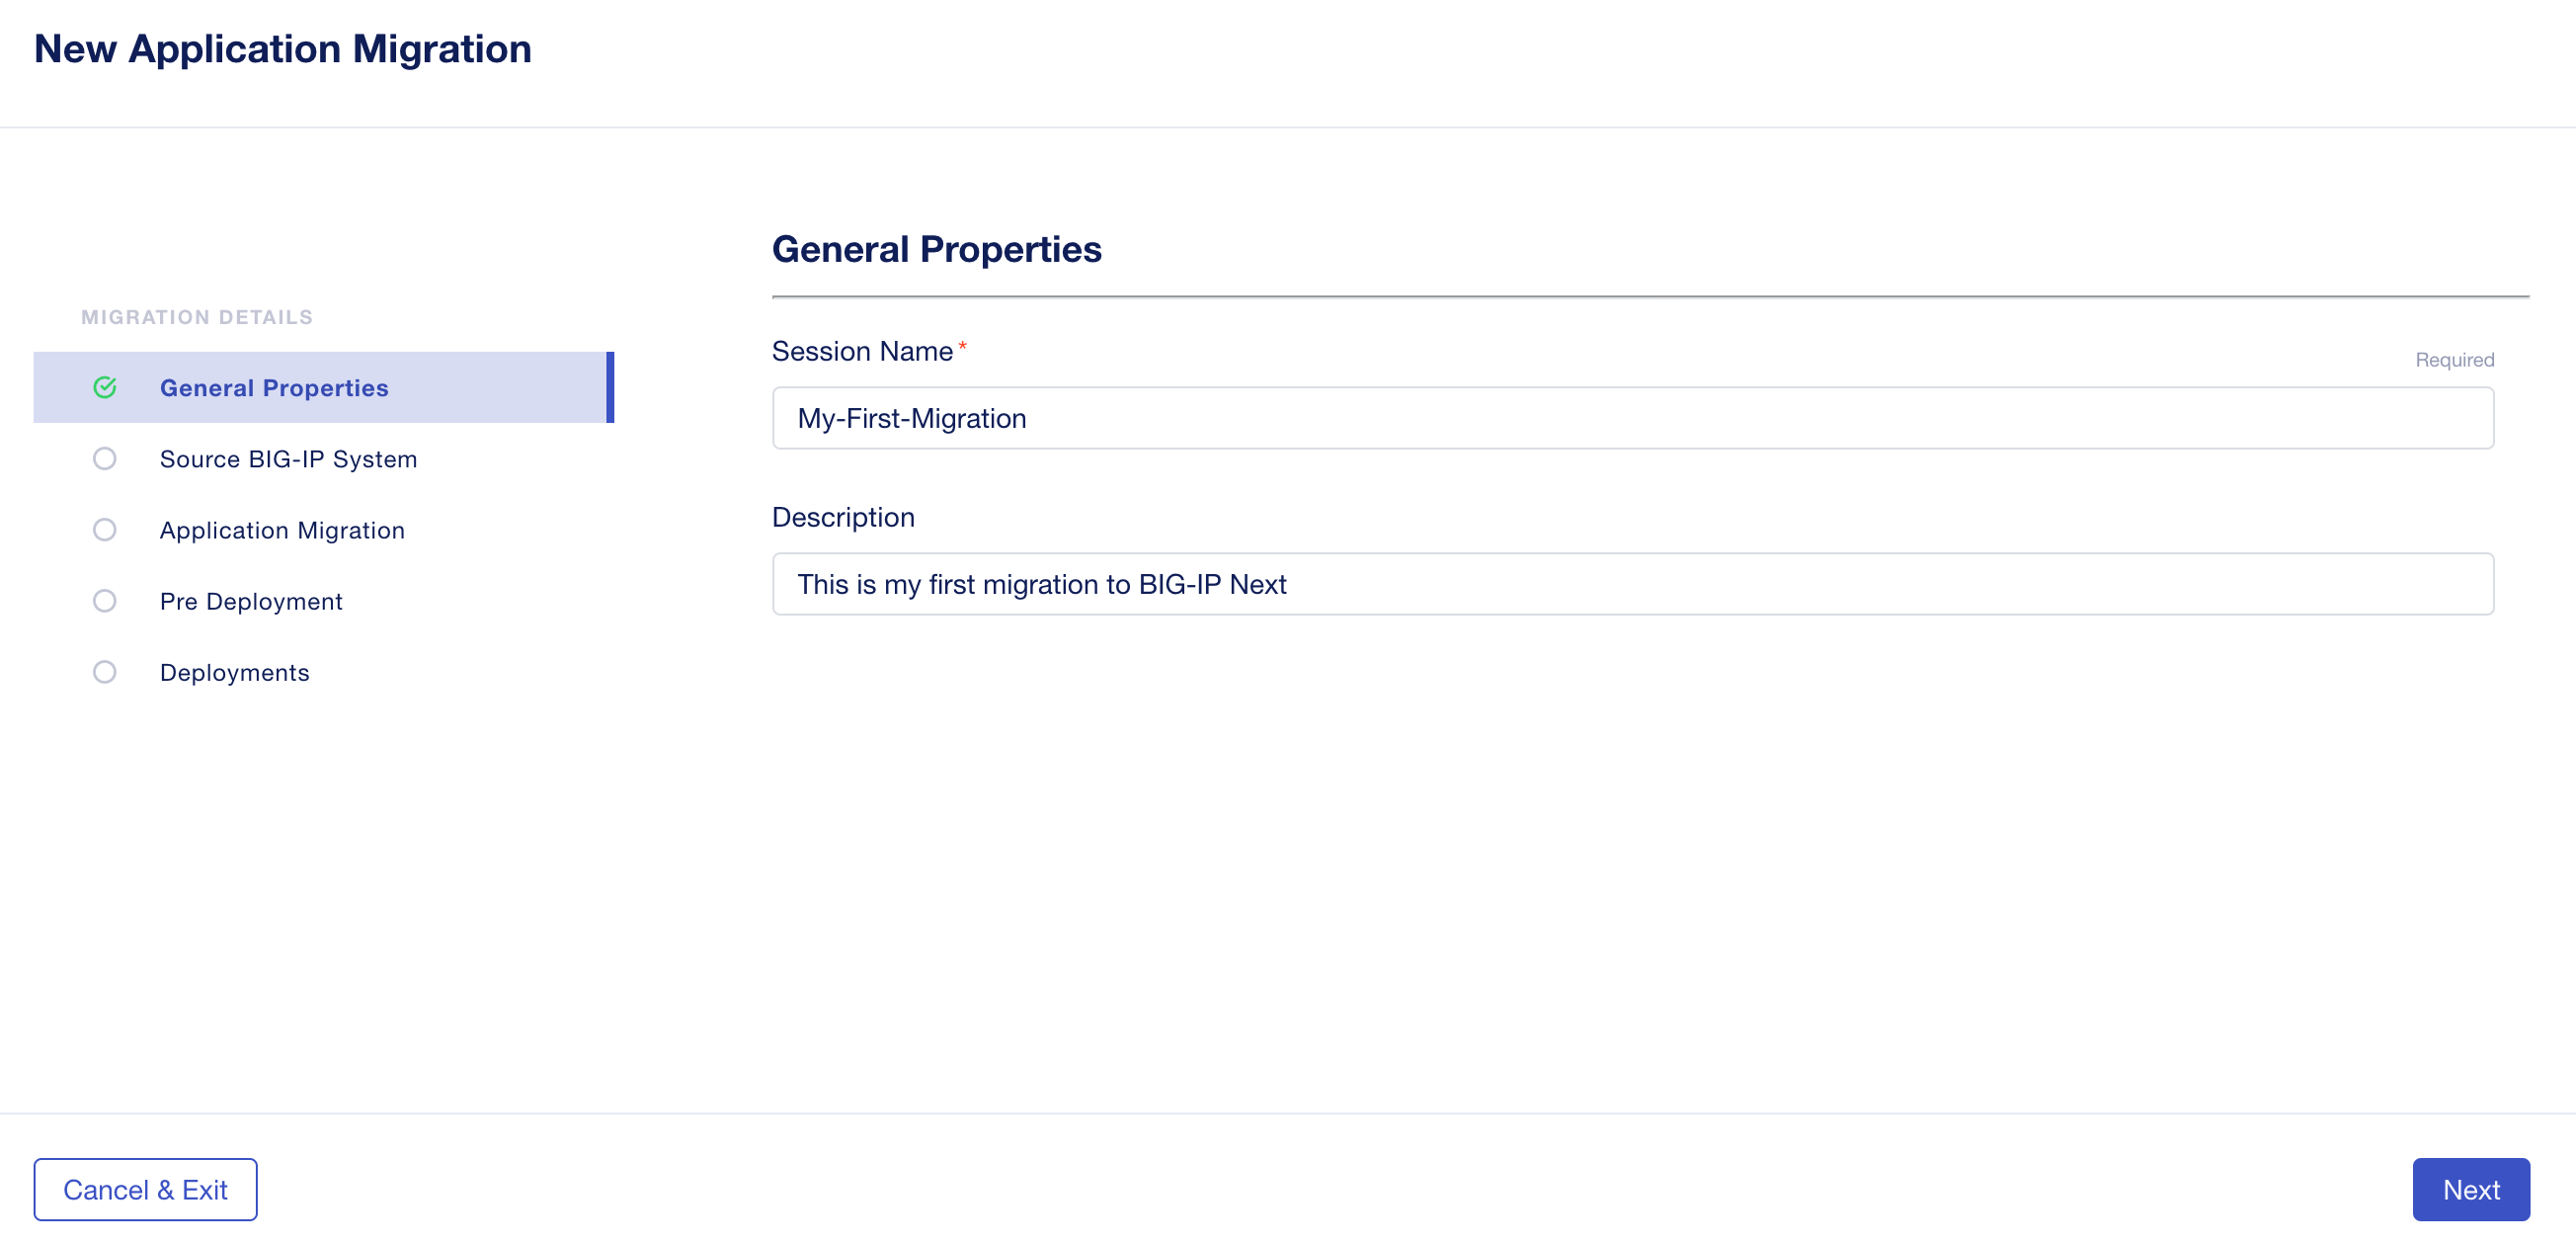 New Application Migration
MIGRATION DETAILS
General Properties
Source BIG-IP System
Application Migration
Pre Deployment
Deployments
General Properties
Session Name*
Required
My-First-Migration
Description
This is my first migration to BIG-IP Next
Cancel & Exit
Next